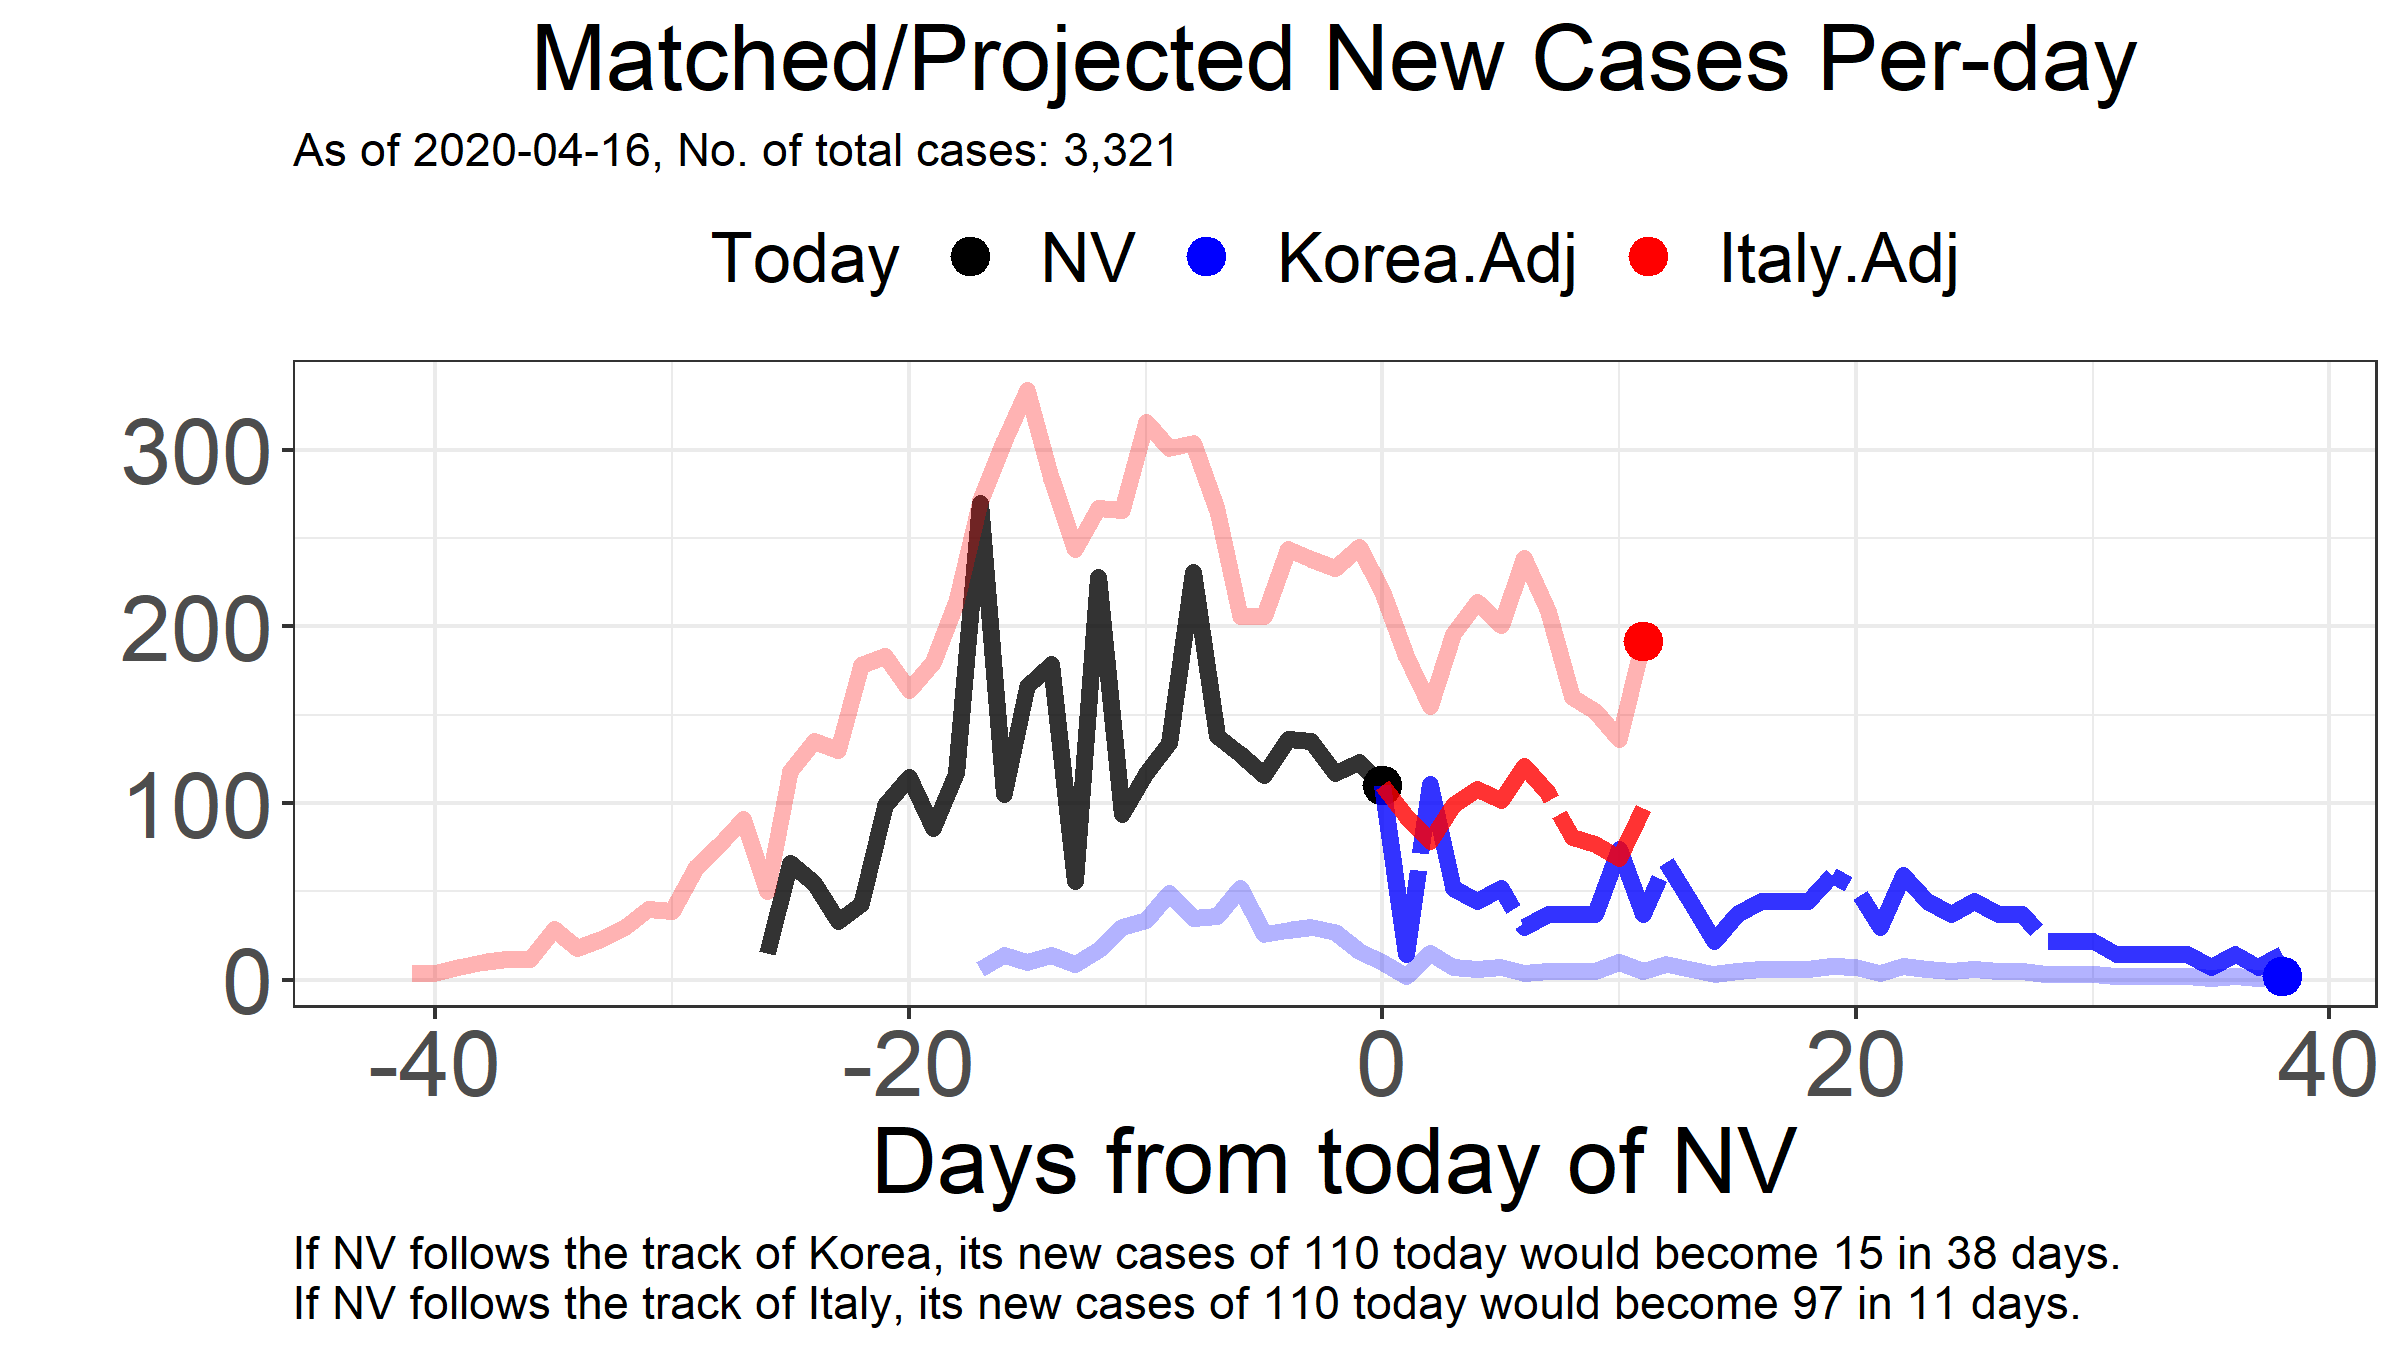 Matched/Projected New Cases Per-day
As of 2020-04-16, No. of total cases: 3,321
Today NV Korea.Adj Italy.Adj
300
200
100
0
-40 -20 0 20 40
Days from today of NV
If NV follows the track of Korea, its new cases of 110 today would become 15 in 38 days.
If NV follows the track of Italy, its new cases of 110 today would become 97 in 11 days.